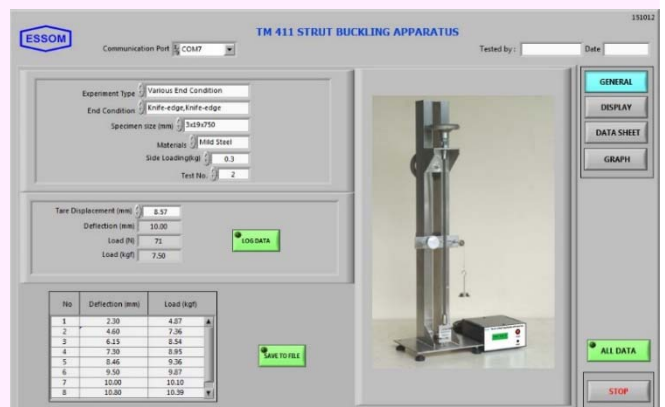 151012
ESSOM
TM 411 STRUT BUCKLING APPARATUS
Communication Port COM7
Tested by :
Date
Experiment Type Various End Condition
End Condition Knife-edge,Knife-edge
Specimen size (mm) 3x19x750
Materials Mild Steel
Side Loading(kg) 0.3
Test No. 2
GENERAL
DISPLAY
DATA SHEET
GRAPH
Tare Displacement (mm) 8.57
Deflection (mm) 10.00
Load (N) 71
Load (kgf) 7.50
LOG DATA
No Deflection (mm) Load (kgf)
1 2.30 4.87
2 4.60 7.36
3 6.15 8.54
4 7.30 8.95
5 8.46 9.36
6 9.50 9.87
7 10.00 10.10
8 10.80 10.39
SAVE TO FILE
ALL DATA
STOP